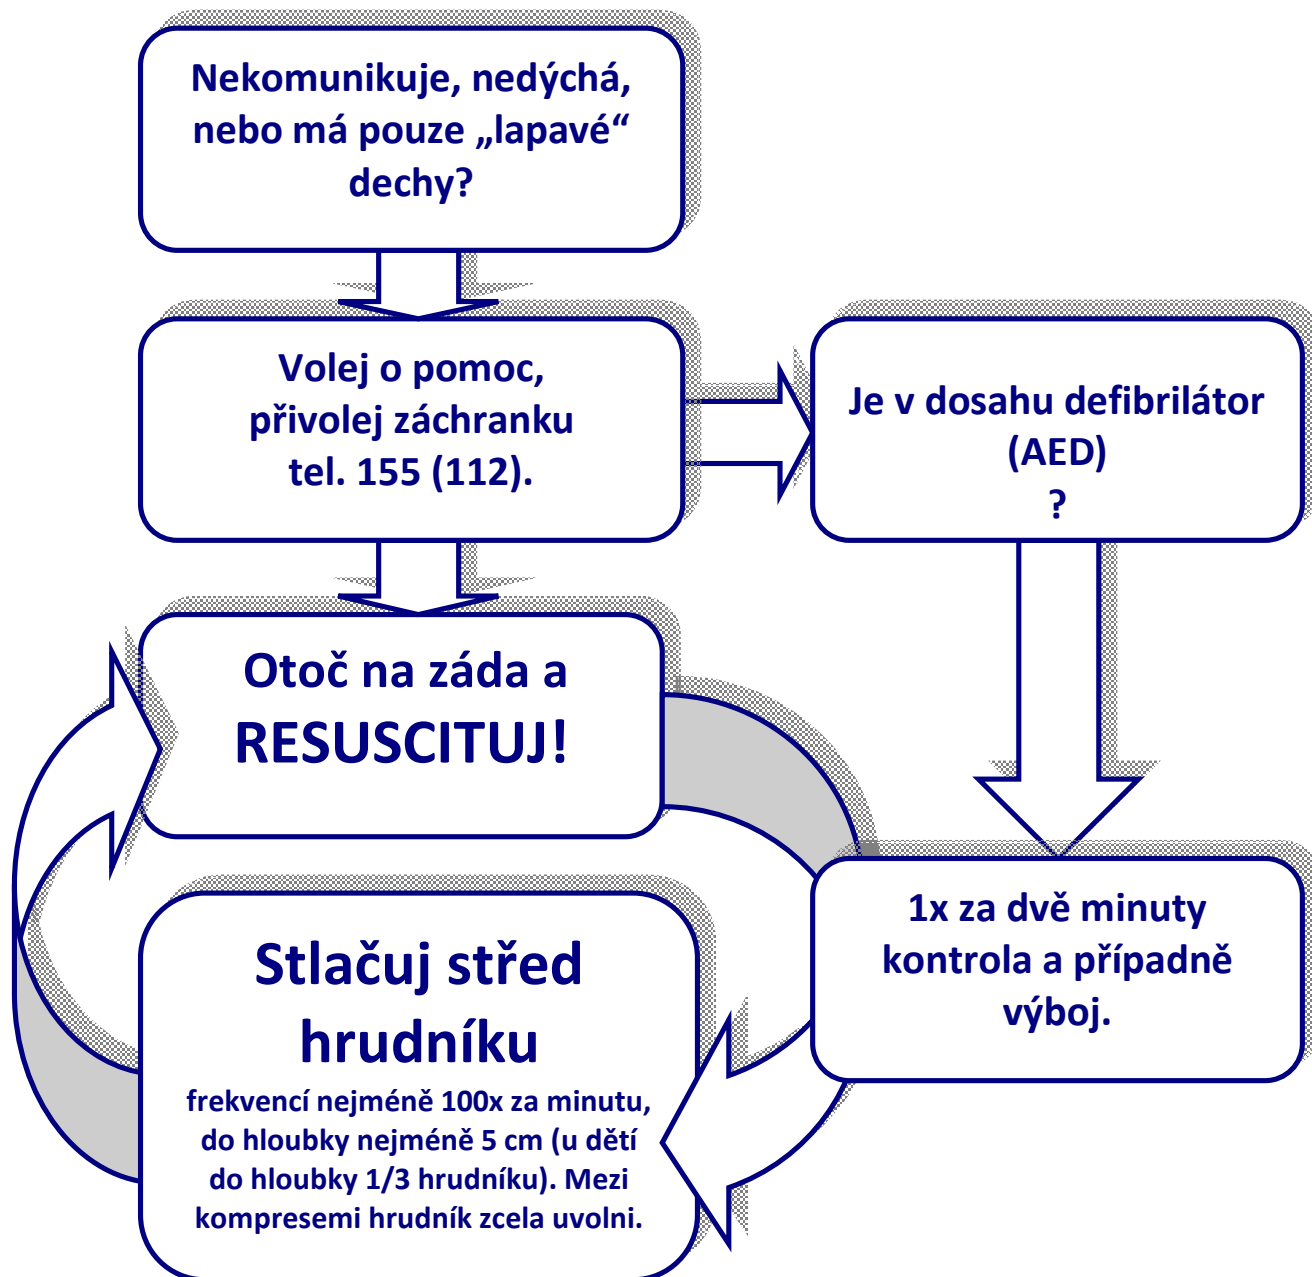 Nekomunikuje, nedýchá,
nebo má pouze „lapavé“
dechy?
Volej o pomoc,
přivolej záchranku
tel. 155 (112).
Je v dosahu defibrilátor
(AED)
?
Otoč na záda a
RESUSCITUJ!
1x za dvě minuty
kontrola a případně
výboj.
Stlačuj střed
hrudníku
frekvencí nejméně 100x za minutu,
do hloubky nejméně 5 cm (u dětí
do hloubky 1/3 hrudníku). Mezi
kompresemi hrudník zcela uvolni.